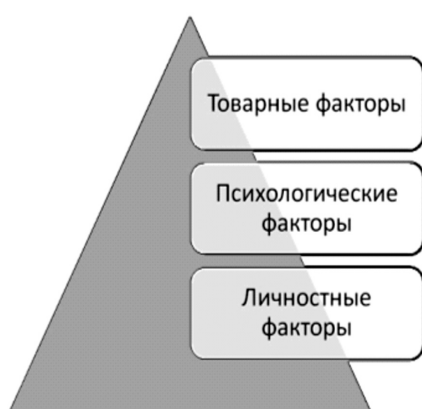 Товарные факторы
Психологические
факторы
Личностные
факторы